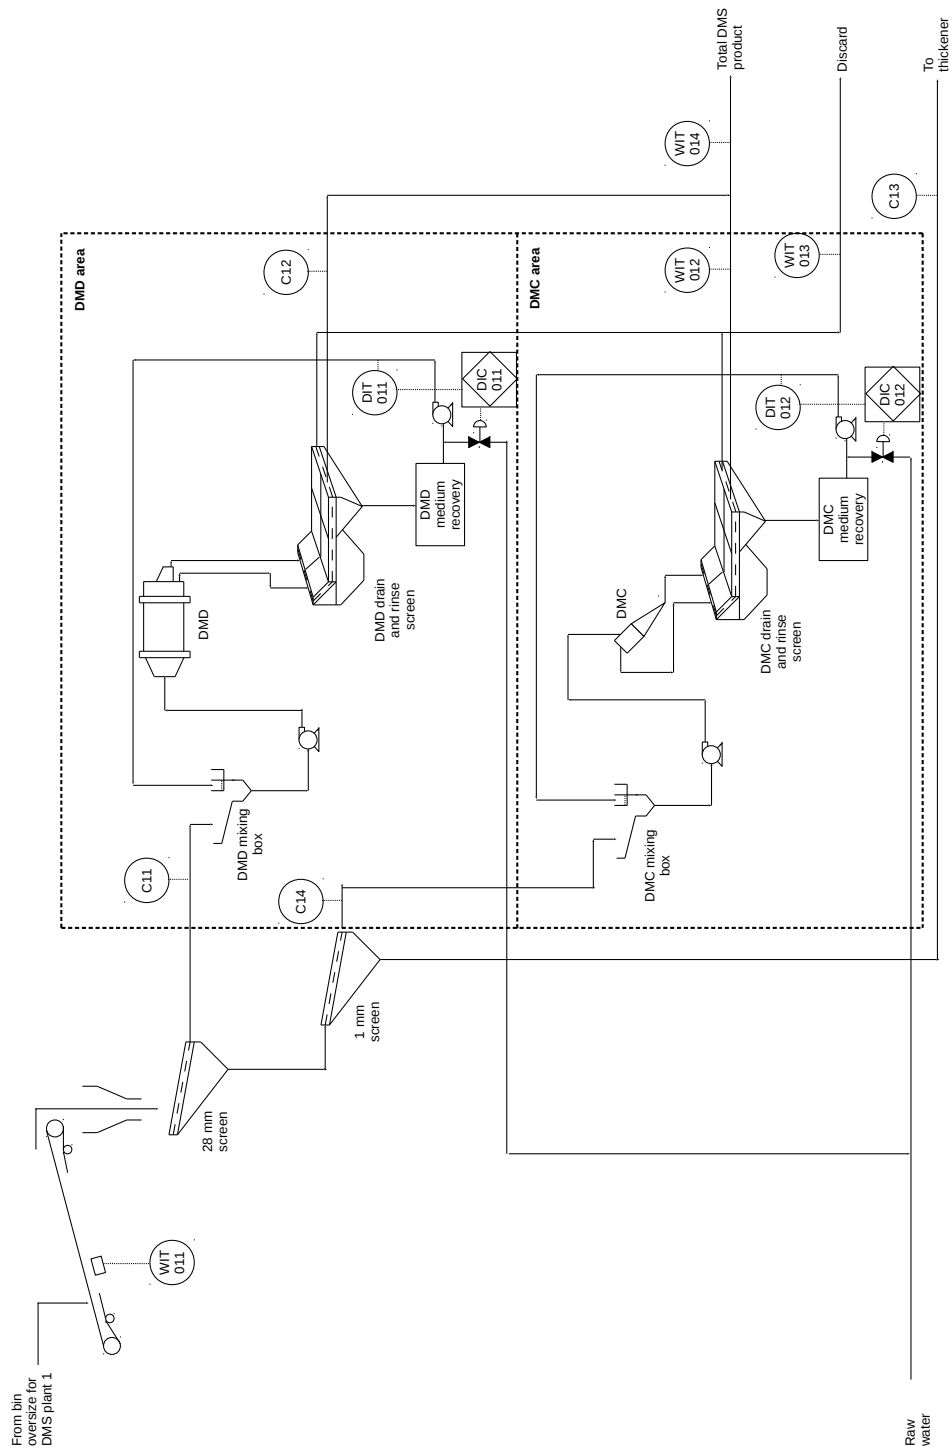 From bin
oversize for
DMS plant 1
WIT
011
28 mm
screen
1 mm
screen
Raw
water
DMD area
C11
C14
DMD mixing
box
DMD
DMD drain
and rinse
screen
DMD
medium
recovery
DIT
011
DIC
011
C12
DMC area
DMC mixing
box
DMC
DMC drain
and rinse
screen
DMC
medium
recovery
DIT
012
DIC
012
WIT
012
WIT
013
WIT
014
C13
Total DMS
product
Discard
To
thickener